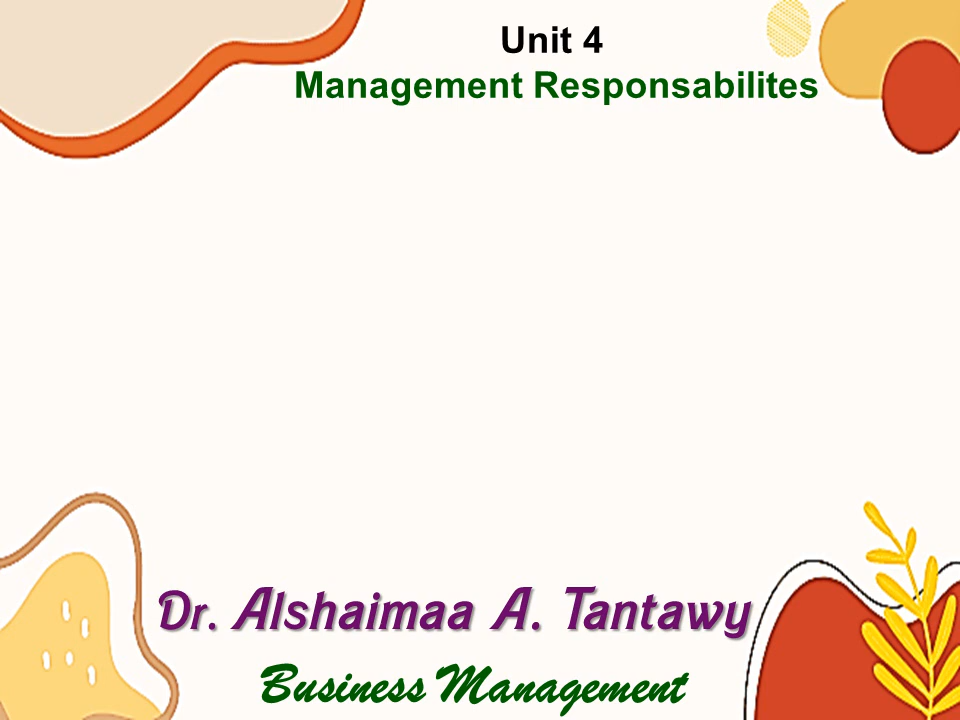 Unit 4
Management Responsabilites
Dr. Alshaimaa A. Tantawy
Business Management